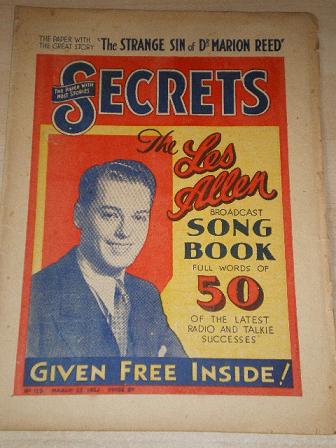 THE PAPER WITH
THE GREAT STORY
"The STRANGE SIN of Dr MARION REED"
THE PAPER WITH
MOST STORIES
SECRETS
The
Les
Allen
BROADCAST
SONG
BOOK
FULL WORDS OF
50
OF THE LATEST
RADIO AND TALKIE
SUCCESSES
GIVEN FREE INSIDE!
MARCH